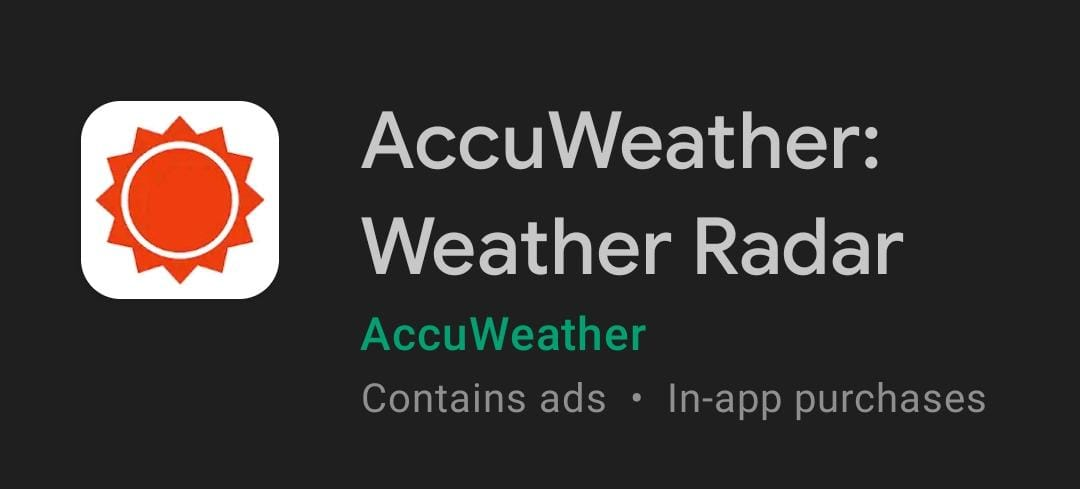 AccuWeather:
Weather Radar
AccuWeather
Contains ads • In-app purchases